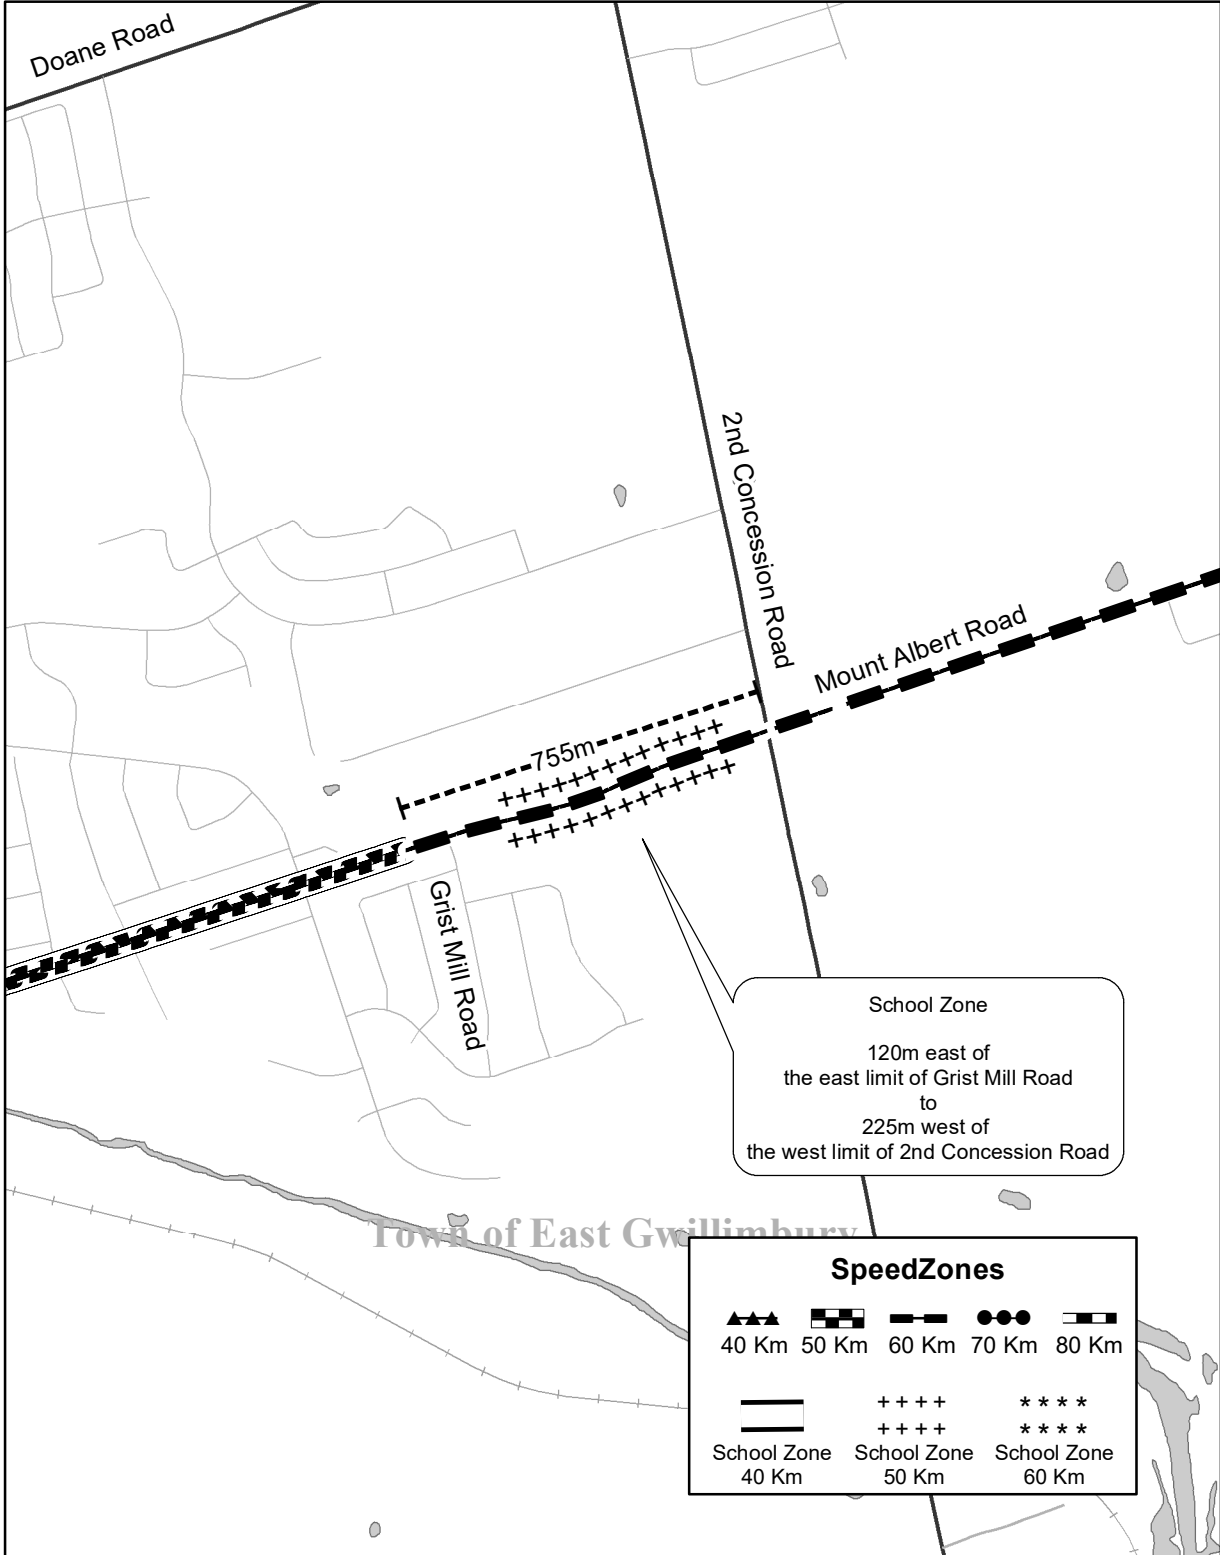 Doane Road
2nd Concession Road
Mount Albert Road
755m
Grist Mill Road
School Zone
120m east of
the east limit of Grist Mill Road
to
225m west of
the west limit of 2nd Concession Road
Town of East Gwillimbury
SpeedZones
40 Km 50 Km 60 Km 70 Km 80 Km
School Zone School Zone School Zone
40 Km 50 Km 60 Km